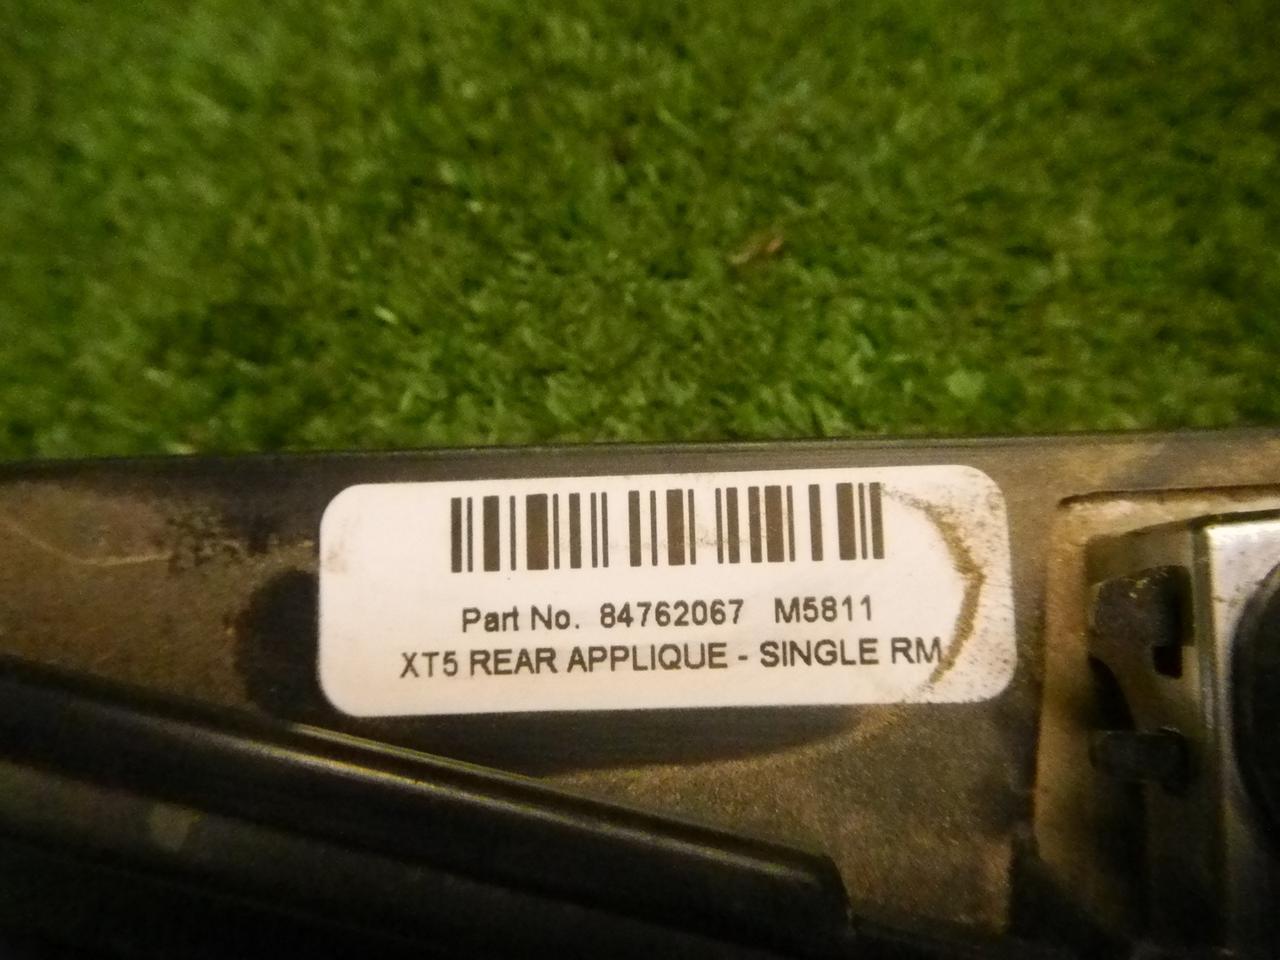 Part No. 84762067 M5811
XT5 REAR APPLIQUE - SINGLE RM